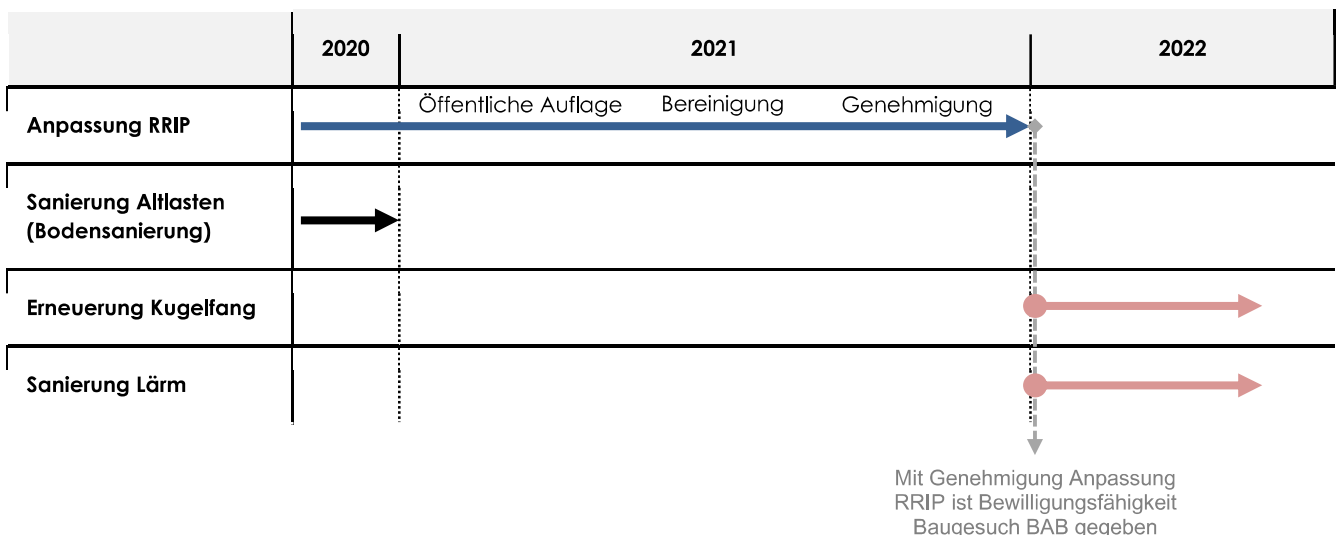 2020 2021 2022
Öffentliche Auflage Bereinigung Genehmigung
Anpassung RRIP
Sanierung Altlasten
(Bodensanierung)
Erneuerung Kugelfang
Sanierung Lärm
Mit Genehmigung Anpassung
RRIP ist Bewilligungsfähigkeit
Baugesuch BAB gegeben